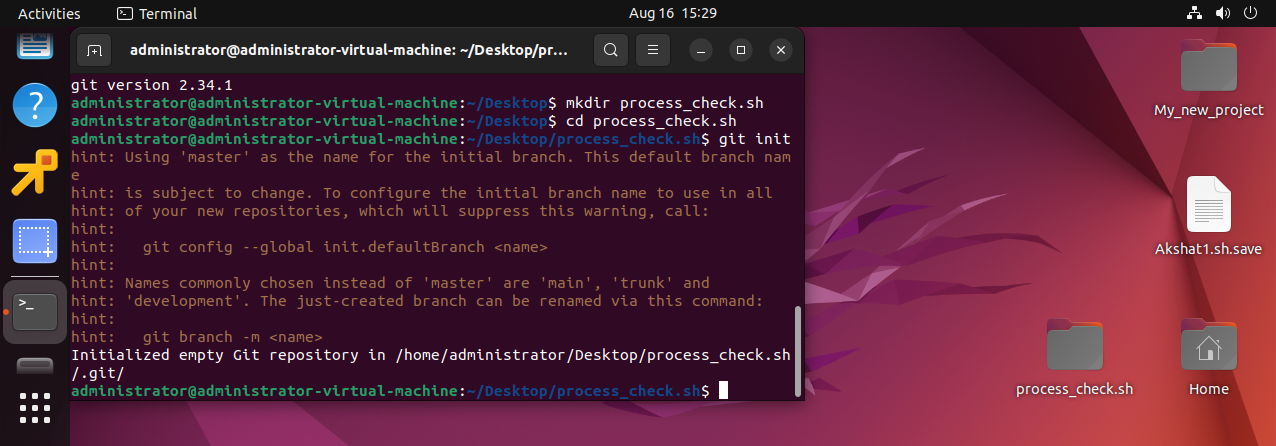 Activities
Terminal
Aug 16 15:29
administrator@administrator-virtual-machine: ~/Desktop/pr...
git version 2.34.1
administrator@administrator-virtual-machine:~/Desktop$ mkdir process_check.sh
administrator@administrator-virtual-machine:~/Desktop$ cd process_check.sh
administrator@administrator-virtual-machine:~/Desktop/process_check.sh$ git init
hint: Using 'master' as the name for the initial branch. This default branch nam
e
hint: is subject to change. To configure the initial branch name to use in all
hint: of your new repositories, which will suppress this warning, call:
hint:
hint:   git config --global init.defaultBranch <name>
hint:
hint: Names commonly chosen instead of 'master' are 'main', 'trunk' and
hint: 'development'. The just-created branch can be renamed via this command:
hint:
hint:   git branch -m <name>
Initialized empty Git repository in /home/administrator/Desktop/process_check.sh
/.git/
administrator@administrator-virtual-machine:~/Desktop/process_check.sh$
My_new_project
Akshat1.sh.save
process_check.sh
Home